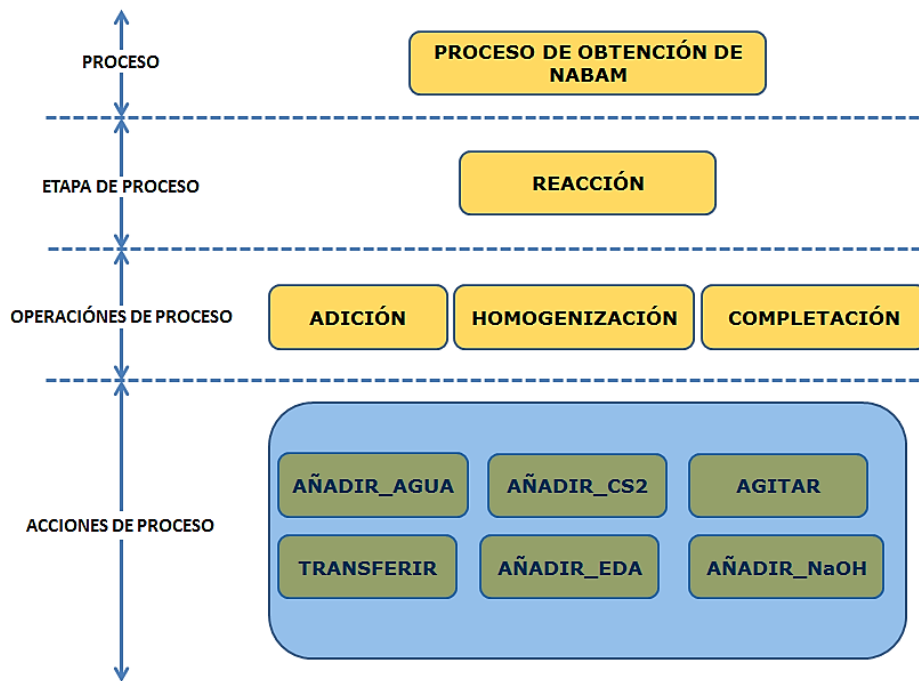 PROCESO
PROCESO DE OBTENCIÓN DE
NABAM
ETAPA DE PROCESO
REACCIÓN
OPERACIÓNES DE PROCESO
ADICIÓN
HOMOGENIZACIÓN
COMPLETACIÓN
ACCIONES DE PROCESO
AÑADIR_AGUA
AÑADIR_CS2
AGITAR
TRANSFERIR
AÑADIR_EDA
AÑADIR_NaOH